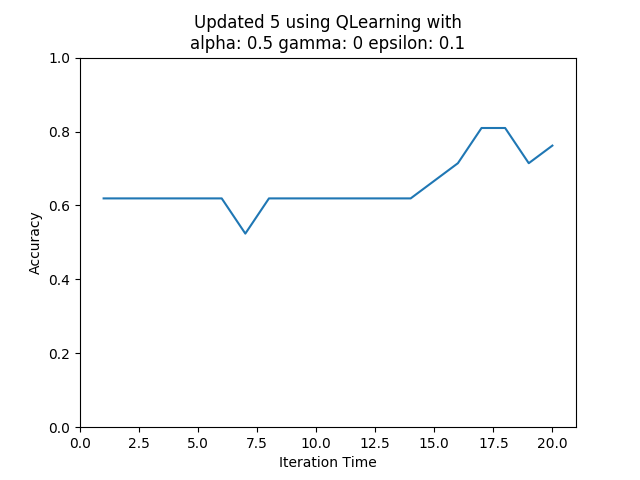 Updated 5 using QLearning with
alpha: 0.5 gamma: 0 epsilon: 0.1
1.0
0.8
0.6
0.4
0.2
0.0
Accuracy
0.0 2.5 5.0 7.5 10.0 12.5 15.0 17.5 20.0
Iteration Time